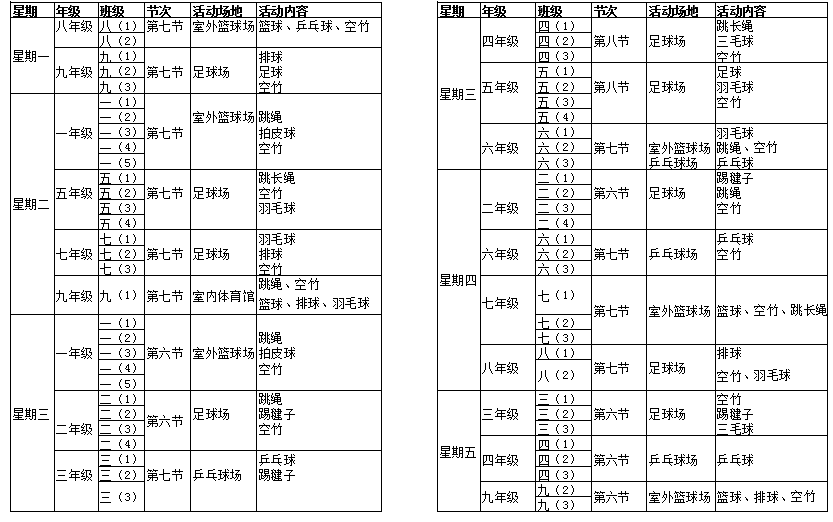 星期 年级 班级 节次 活动场地 活动内容
星期一 八年级 八（1） 第七节 室外篮球场 篮球、乒乓球、空竹
八（2）
九年级 九（1） 第七节 足球场 排球
九（2） 足球
九（3） 空竹
星期二 一年级 一（1） 第七节 室外篮球场
一（2） 跳绳
一（3） 拍皮球
一（4） 空竹
一（5）
五年级 五（1） 第七节 足球场 跳长绳
五（2） 空竹
五（3） 羽毛球
五（4）
七年级 七（1） 第七节 足球场 羽毛球
七（2） 排球
七（3） 空竹
九年级 九（1） 第七节 室内体育馆 跳绳、空竹
篮球、排球、羽毛球
星期三 一年级 一（1） 第六节 室外篮球场
一（2） 跳绳
一（3） 拍皮球
一（4） 空竹
一（5）
二年级 二（1） 第六节 足球场 跳绳
二（2） 踢毽子
二（3） 空竹
二（4）
三年级 三（1） 第七节 乒乓球场 乒乓球
三（2） 踢毽子
三（3）
星期 年级 班级 节次 活动场地 活动内容
星期三 四年级 四（1） 第八节 足球场 跳长绳
四（2） 三毛球
四（3） 空竹
五年级 五（1） 第八节 足球场 足球
五（2） 羽毛球
五（3） 空竹
五（4）
六年级 六（1） 第七节 室外篮球场 羽毛球
六（2） 跳绳、空竹
六（3） 乒乓球场 乒乓球
星期四 二年级 二（1） 第六节 足球场 踢毽子
二（2） 跳绳
二（3） 空竹
二（4）
六年级 六（1） 第七节 乒乓球场 乒乓球
六（2） 空竹
六（3）
七年级 七（1） 第七节 室外篮球场 篮球、空竹、跳长绳
七（2）
七（3）
八年级 八（1） 第七节 足球场 排球
八（2） 空竹、羽毛球
星期五 三年级 三（1） 第六节 足球场 空竹
三（2） 踢毽子
三（3） 三毛球
四年级 四（1） 第六节 乒乓球场 乒乓球
四（2）
四（3）
九年级 九（2） 第六节 室外篮球场 篮球、排球、空竹
九（3）